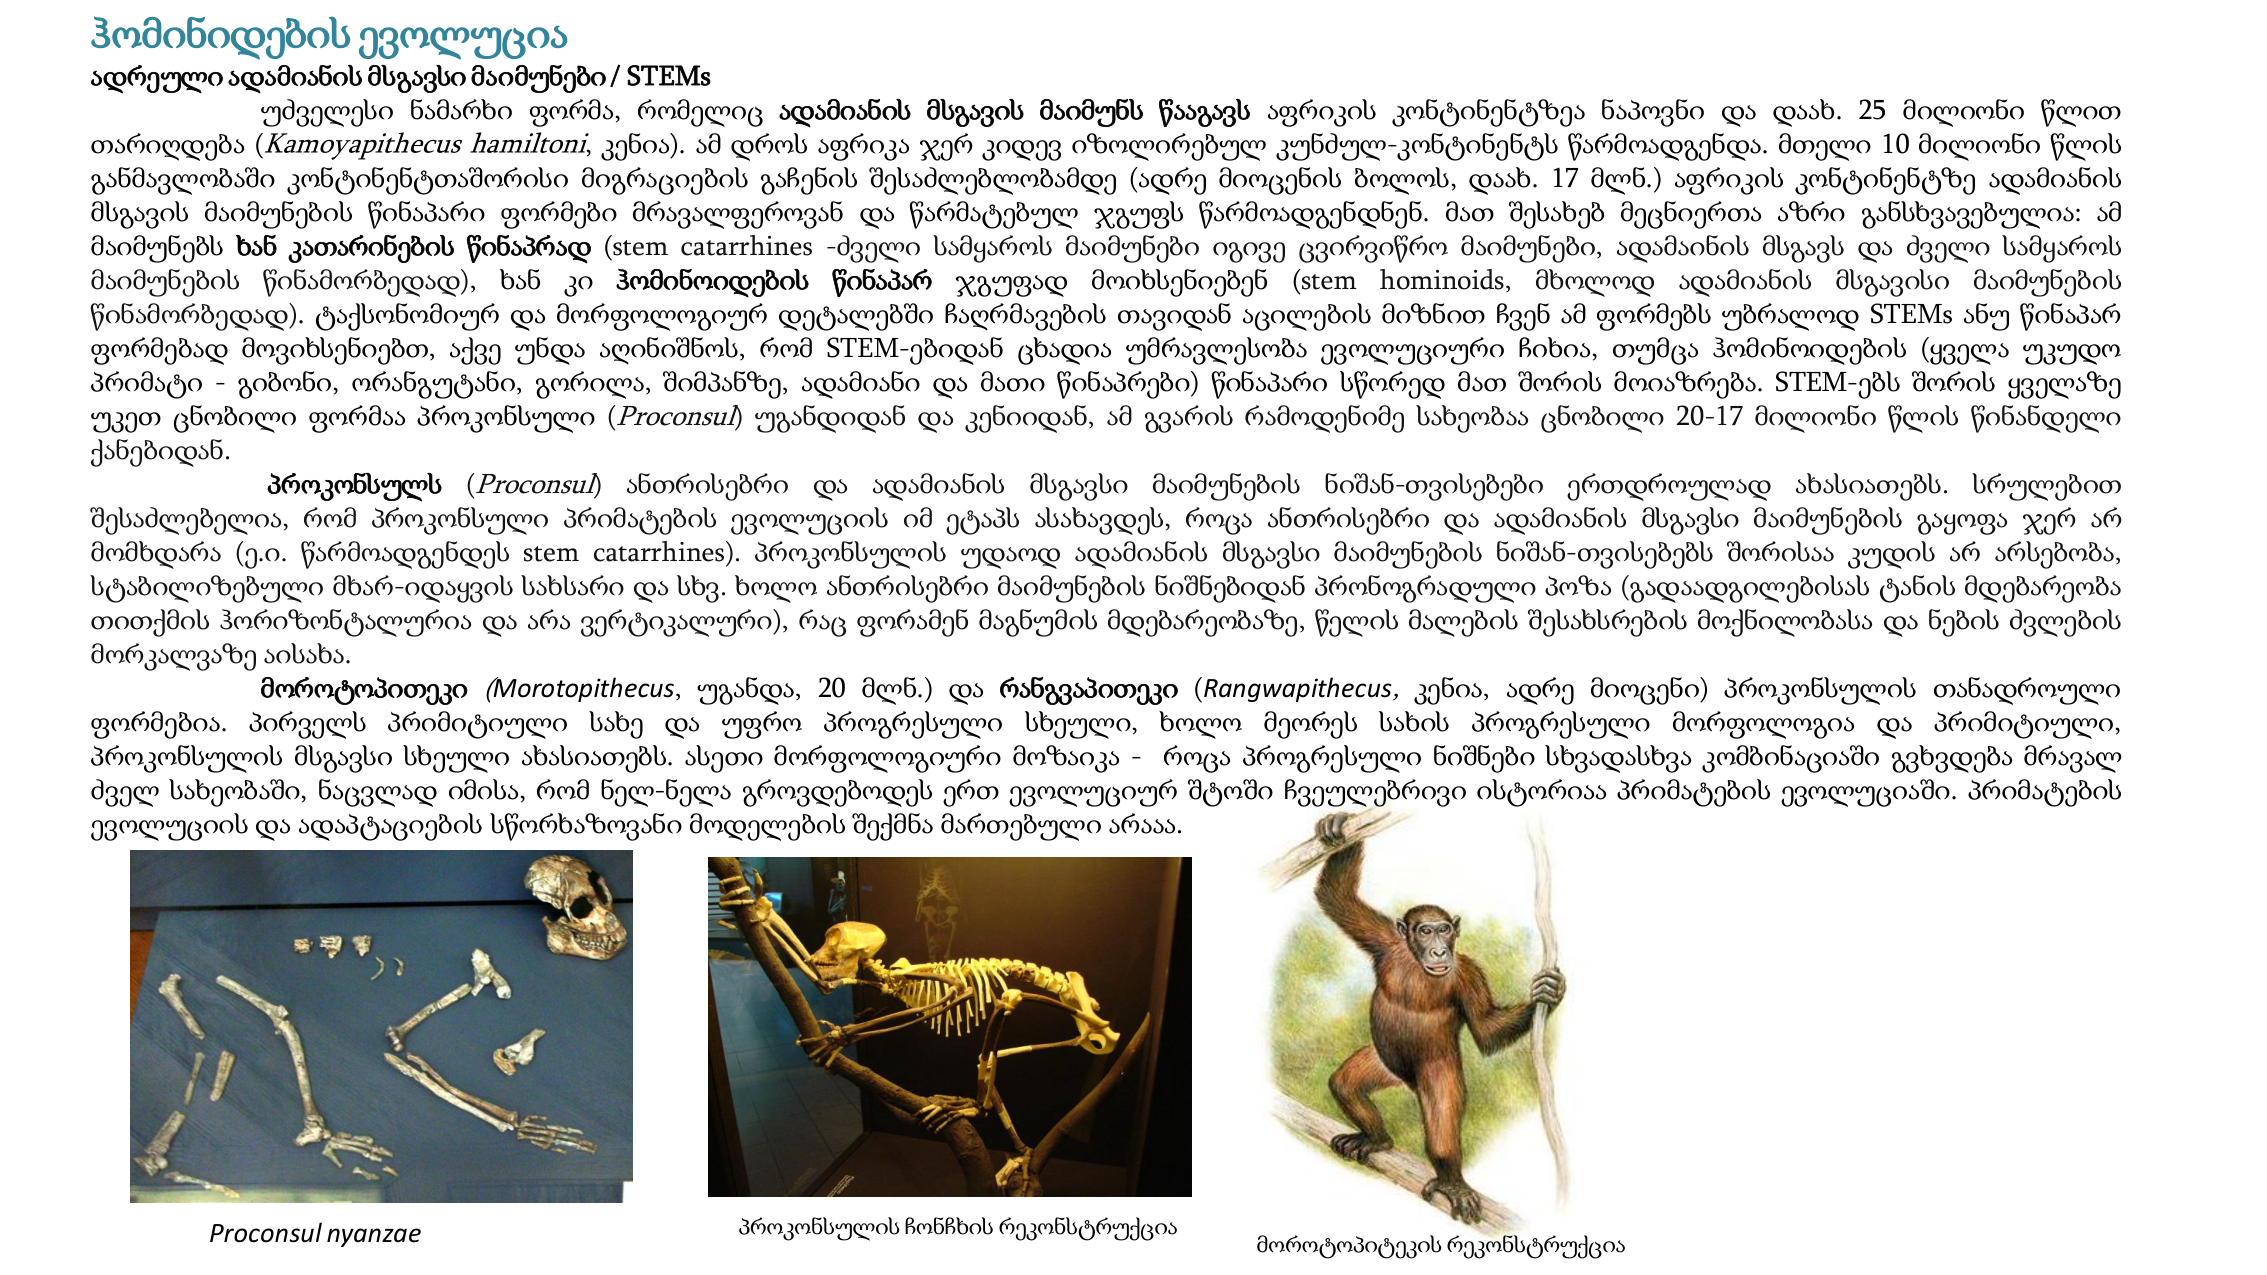 ჰომინიდების ევოლუცია
ადრეული ადამიანის მსგავსი მაიმუნები / STEMs
უძველესი ნამარხი ფორმა, რომელიც ადამიანის მსგავის მაიმუნს წააგავს აფრიკის კონტინენტზეა ნაპოვნი და დაახ. 25 მილიონი წლით
თარიღდება (Kamoyapithecus hamiltoni, კენია). ამ დროს აფრიკა ჯერ კიდევ იზოლირებულ კუნძულ-კონტინენტს წარმოადგენდა. მთელი 10 მილიონი წლის
განმავლობაში კონტინენტთაშორისი მიგრაციების გაჩენის შესაძლებლობამდე (ადრე მიოცენის ბოლოს, დაახ. 17 მლნ.) აფრიკის კონტინენტზე ადამიანის
მსგავის მაიმუნების წინაპარი ფორმები მრავალფეროვან და წარმატებულ ჯგუფს წარმოადგენდნენ. მათ შესახებ მეცნიერთა აზრი განსხვავებულია: ამ
მაიმუნებს ხან კათარინების წინაპრად (stem catarrhines -ძველი სამყაროს მაიმუნები იგივე ცვირვიწრო მაიმუნები, ადამაინის მსგავს და ძველი სამყაროს
მაიმუნების წინამორბედად), ხან კი ჰომინოიდების წინაპარ ჯგუფად მოიხსენიებენ (stem hominoids, მხოლოდ ადამიანის მსგავისი მაიმუნების
წინამორბედად). ტაქსონომიურ და მორფოლოგიურ დეტალებში ჩაღრმავების თავიდან აცილების მიზნით ჩვენ ამ ფორმებს უბრალოდ STEMs ანუ წინაპარ
ფორმებად მოვიხსენიებთ, აქვე უნდა აღინიშნოს, რომ STEM-ებიდან ცხადია უმრავლესობა ევოლუციური ჩიხია, თუმცა ჰომინოიდების (ყველა უკუდო
პრიმატი - გიბონი, ორანგუტანი, გორილა, შიმპანზე, ადამიანი და მათი წინაპრები) წინაპარი სწორედ მათ შორის მოიაზრება. STEM-ებს შორის ყველაზე
უკეთ ცნობილი ფორმაა პროკონსული (Proconsul) უგანდიდან და კენიიდან, ამ გვარის რამოდენიმე სახეობაა ცნობილი 20-17 მილიონი წლის წინანდელი
ქანებიდან.
პროკონსულს (Proconsul) ანთრისებრი და ადამიანის მსგავსი მაიმუნების ნიშან-თვისებები ერთდროულად ახასიათებს. სრულებით
შესაძლებელია, რომ პროკონსული პრიმატების ევოლუციის იმ ეტაპს ასახავდეს, როცა ანთრისებრი და ადამიანის მსგავსი მაიმუნების გაყოფა ჯერ არ
მომხდარა (ე.ი. წარმოადგენდეს stem catarrhines). პროკონსულის უდაოდ ადამიანის მსგავსი მაიმუნების ნიშან-თვისებებს შორისაა კუდის არ არსებობა,
სტაბილიზებული მხარ-იდაყვის სახსარი და სხვ. ხოლო ანთრისებრი მაიმუნების ნიშნებიდან პრონოგრადული პოზა (გადაადგილებისას ტანის მდებარეობა
თითქმის ჰორიზონტალურია და არა ვერტიკალური), რაც ფორამენ მაგნუმის მდებარეობაზე, წელის მალების შესახსრების მოქნილობასა და ნების ძვლების
მორკალვაზე აისახა.
მოროტოპითეკი (Morotopithecus, უგანდა, 20 მლნ.) და რანგვაპითეკი (Rangwapithecus, კენია, ადრე მიოცენი) პროკონსულის თანადროული
ფორმებია. პირველს პრიმიტიული სახე და უფრო პროგრესული სხეული, ხოლო მეორეს სახის პროგრესული მორფოლოგია და პრიმიტიული,
პროკონსულის მსგავსი სხეული ახასიათებს. ასეთი მორფოლოგიური მოზაიკა - როცა პროგრესული ნიშნები სხვადასხვა კომბინაციაში გვხვდება მრავალ
ძველ სახეობაში, ნაცვლად იმისა, რომ ნელ-ნელა გროვდებოდეს ერთ ევოლუციურ შტოში ჩვეულებრივი ისტორიაა პრიმატების ევოლუციაში. პრიმატების
ევოლუციის და ადაპტაციების სწორხაზოვანი მოდელების შექმნა მართებული არააა.
Proconsul nyanzae
პროკონსულის ჩონჩხის რეკონსტრუქცია
მოროტოპიტეკის რეკონსტრუქცია